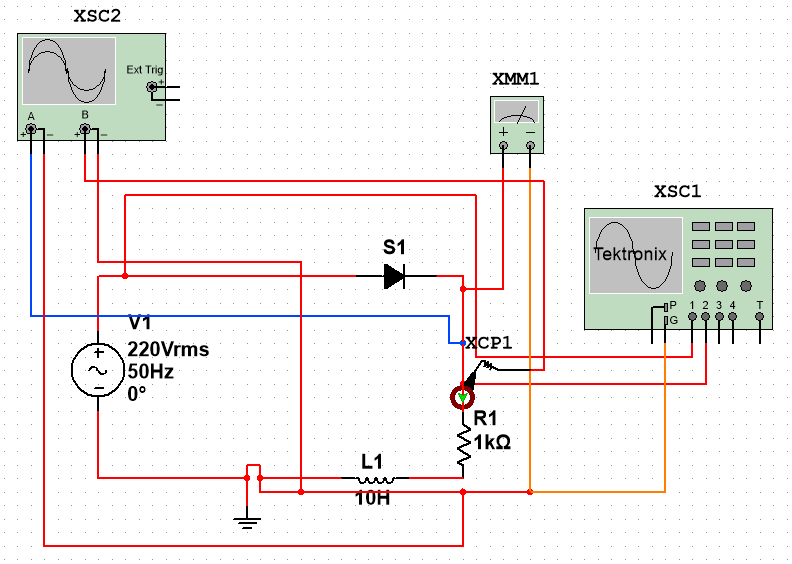 XSC2
Ext Trig
+
−
A
B
+
−
+
−
XMM1
+
−
XSC1
Tektronix
P
G
1 2 3 4
T
S1
V1
+
−
220Vrms
50Hz
0°
XCP1
R1
1kΩ
L1
10H